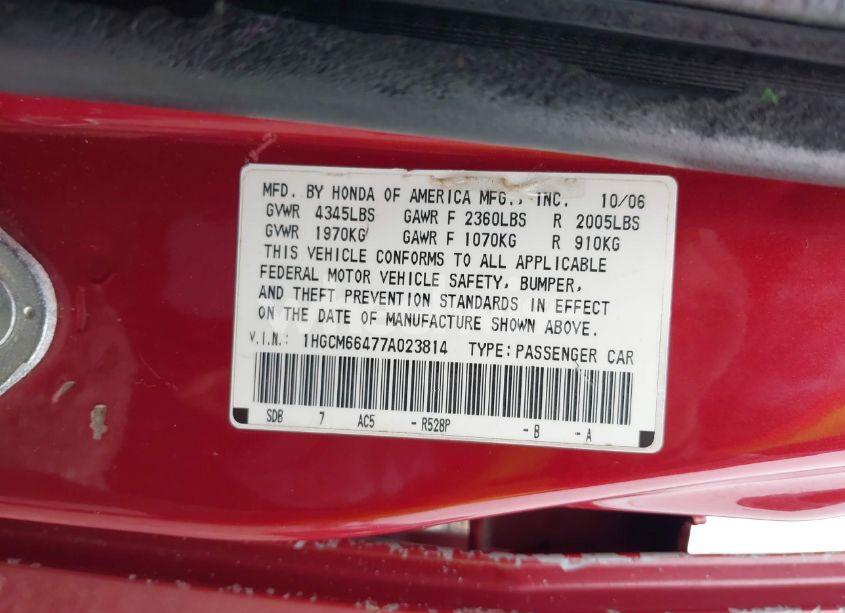 MFD. BY HONDA OF AMERICA MFG., INC. 10/06
GVWR 4345LBS GAWR F 2360LBS R 2005LBS
GVWR 1970KG GAWR F 1070KG R 910KG
THIS VEHICLE CONFORMS TO ALL APPLICABLE
FEDERAL MOTOR VEHICLE SAFETY, BUMPER,
AND THEFT PREVENTION STANDARDS IN EFFECT
ON THE DATE OF MANUFACTURE SHOWN ABOVE.
V.I.N.: 1HGCM66477A023814 TYPE:PASSENGER CAR
SDB 7 AC5 -R528P -B -A